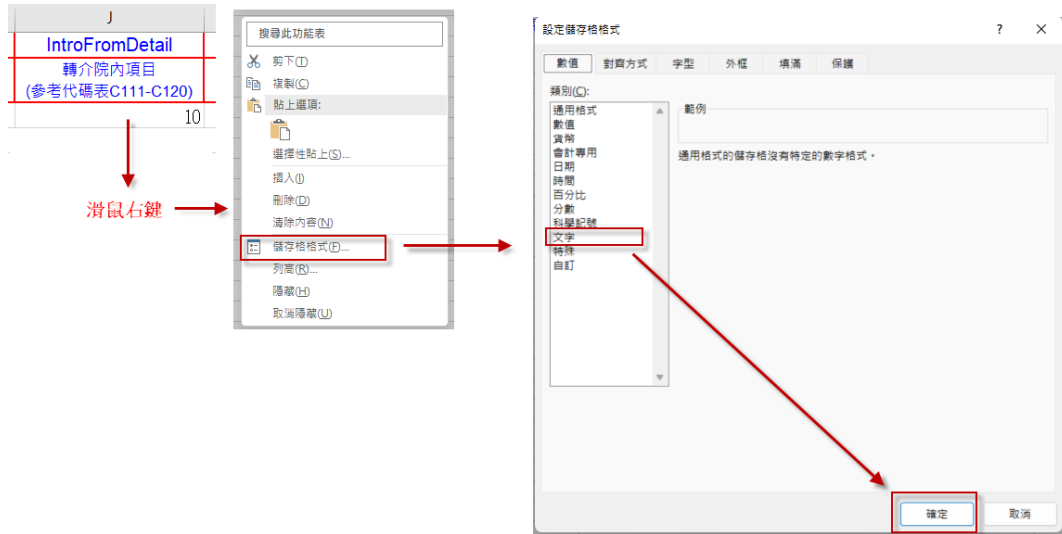 J
IntroFromDetail
轉介院內項目
(參考代碼表C111-C120)
10
滑鼠右鍵
搜尋此功能表
剪下(T)
複製(C)
貼上選項:
選擇性貼上(S)...
插入(I)
刪除(D)
清除內容(N)
儲存格格式(F)...
列高(R)...
隱藏(H)
取消隱藏(U)
設定儲存格格式
? ×
數值 對齊方式 字型 外框 填滿 保護
類別(C):
通用格式
數值
貨幣
會計專用
日期
時間
百分比
分數
科學記號
文字
特殊
自訂
範例
通用格式的儲存格沒有特定的數字格式。
確定 取消